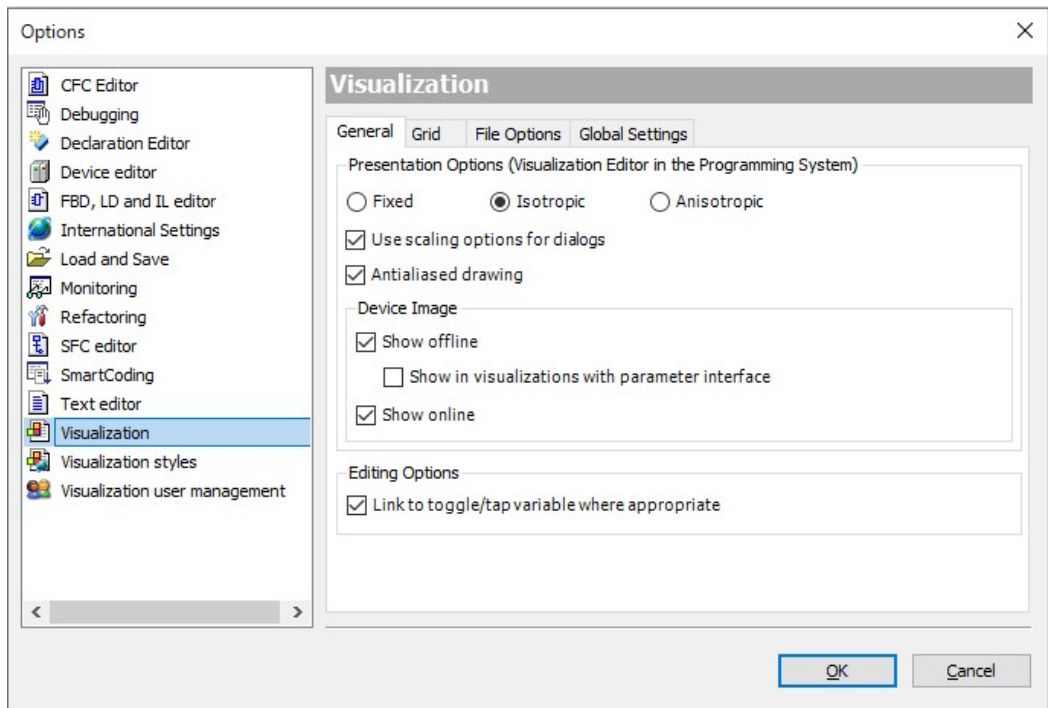 Options
CFC Editor
Debugging
Declaration Editor
Device editor
FBD, LD and IL editor
International Settings
Load and Save
Monitoring
Refactoring
SFC editor
SmartCoding
Text editor
Visualization
Visualization styles
Visualization user management
Visualization
General Grid File Options Global Settings
Presentation Options (Visualization Editor in the Programming System)
Fixed Isotropic Anisotropic
Use scaling options for dialogs
Antialiased drawing
Device Image
Show offline
Show in visualizations with parameter interface
Show online
Editing Options
Link to toggle/tap variable where appropriate
OK Cancel